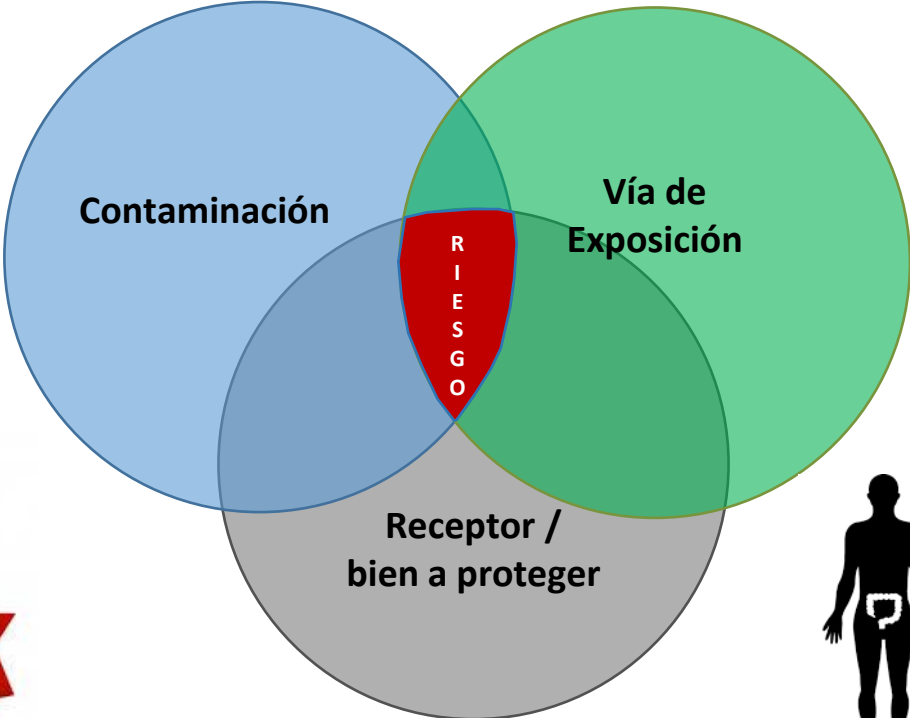 Contaminación
Vía de
Exposición
R
I
E
S
G
O
Receptor /
bien a proteger